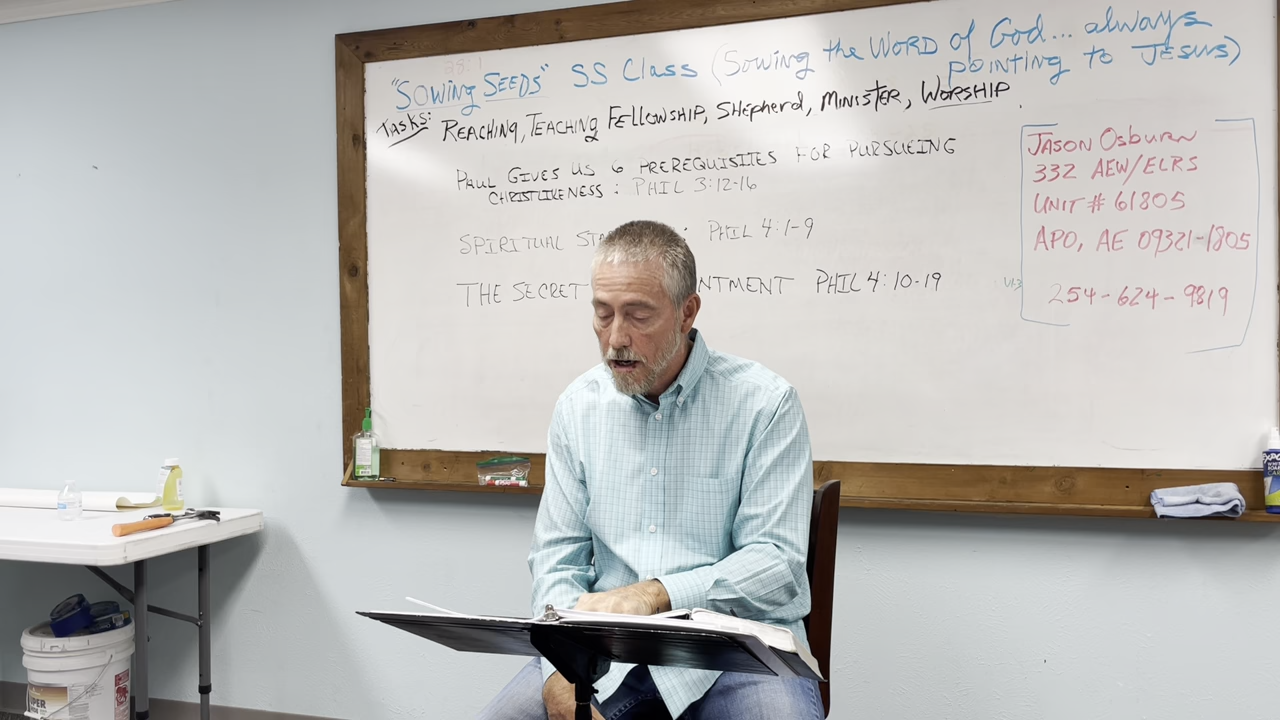 "SOWING SEEDS" SS Class (Sowing the WORD of God... always
pointing to JESUS)
TASKS: REACHING, TEACHING FELLOWSHIP, SHEPHERD, MINISTER, WORSHIP
PAUL GIVES US 6 PREREQUISITES FOR PURSUEING
CHRISTLIKENESS : PHIL 3:12-16
SPIRITUAL STA : PHIL 4:1-9
THE SECRET NTMENT PHIL 4:10-19
JASON Osburn
332 AEW/ELRS
UNIT # 61805
APO, AE 09321-1805
254-624-9819